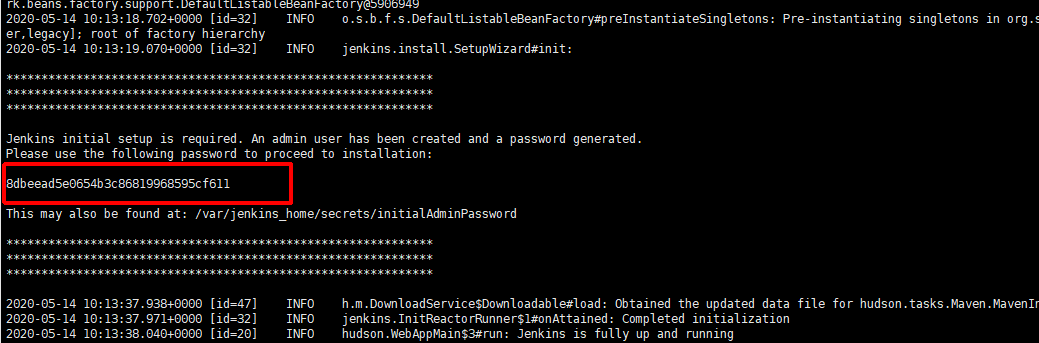 rk.beans.factory.support.DefaultListableBeanFactory@5906949
2020-05-14 10:13:18.702+0000 [id=32] INFO o.s.b.f.s.DefaultListableBeanFactory#preInstantiateSingletons: Pre-instantiating singletons in org.s
er,legacy]; root of factory hierarchy
2020-05-14 10:13:19.070+0000 [id=32] INFO jenkins.install.SetupWizard#init:
*************************************************************
*************************************************************
*************************************************************
Jenkins initial setup is required. An admin user has been created and a password generated.
Please use the following password to proceed to installation:
8dbeead5e0654b3c86819968595cf611
This may also be found at: /var/jenkins_home/secrets/initialAdminPassword
*************************************************************
*************************************************************
*************************************************************
2020-05-14 10:13:37.938+0000 [id=47] INFO h.m.DownloadService$Downloadable#load: Obtained the updated data file for hudson.tasks.Maven.MavenIn
2020-05-14 10:13:37.971+0000 [id=32] INFO jenkins.InitReactorRunner$1#onAttained: Completed initialization
2020-05-14 10:13:38.040+0000 [id=20] INFO hudson.WebAppMain$3#run: Jenkins is fully up and running